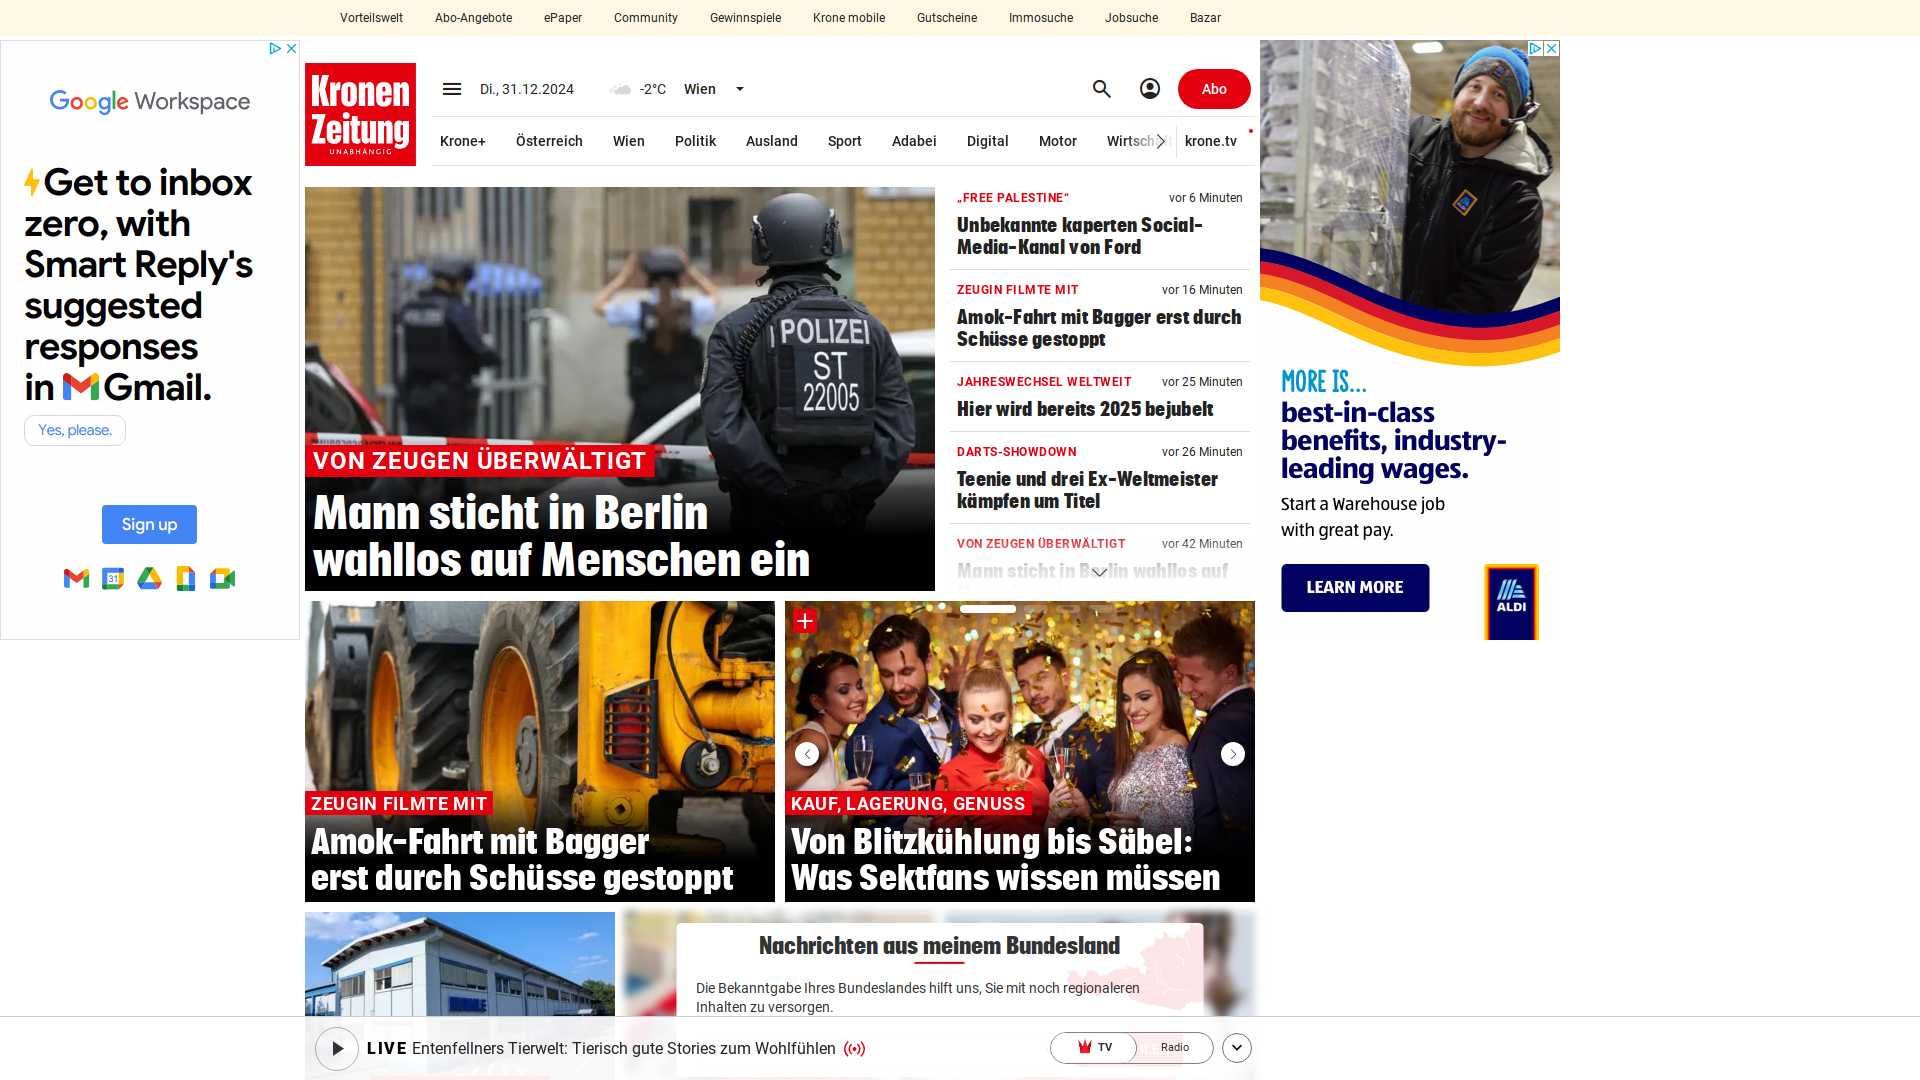 Vorteilswelt Abo-Angebote ePaper Community Gewinnspiele Krone mobile Gutscheine Immosuche Jobsuche Bazar
Google Workspace
Get to inbox
zero, with
Smart Reply's
suggested
responses
in Gmail.
Yes, please.
Sign up
31
Kronen
Zeitung
UNABHÄNGIG
Di., 31.12.2024 -2°C Wien
Abo
Krone+ Österreich Wien Politik Ausland Sport Adabei Digital Motor Wirtsch krone.tv
POLIZEI
ST
22005
VON ZEUGEN ÜBERWÄLTIGT
Mann sticht in Berlin
wahllos auf Menschen ein
„FREE PALESTINE“ vor 6 Minuten
Unbekannte kaperten Social-
Media-Kanal von Ford
ZEUGIN FILMTE MIT vor 16 Minuten
Amok-Fahrt mit Bagger erst durch
Schüsse gestoppt
JAHRESWECHSEL WELTWEIT vor 25 Minuten
Hier wird bereits 2025 bejubelt
DARTS-SHOWDOWN vor 26 Minuten
Teenie und drei Ex-Weltmeister
kämpfen um Titel
VON ZEUGEN ÜBERWÄLTIGT vor 42 Minuten
Mann sticht in Berlin wahllos auf
MORE IS...
best-in-class
benefits, industry-
leading wages.
Start a Warehouse job
with great pay.
LEARN MORE
ALDI
ZEUGIN FILMTE MIT
Amok-Fahrt mit Bagger
erst durch Schüsse gestoppt
KAUF, LAGERUNG, GENUSS
Von Blitzkühlung bis Säbel:
Was Sektfans wissen müssen
Nachrichten aus meinem Bundesland
Die Bekanntgabe Ihres Bundeslandes hilft uns, Sie mit noch regionaleren
Inhalten zu versorgen.
LIVE Entenfellners Tierwelt: Tierisch gute Stories zum Wohlfühlen
TV Radio